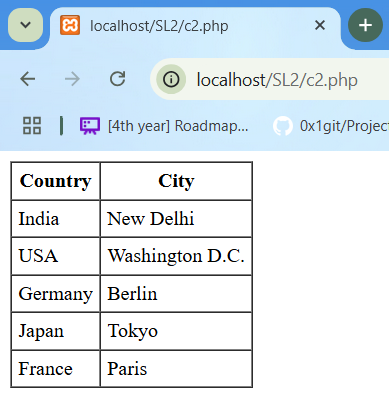 localhost/SL2/c2.php
localhost/SL2/c2.php
[4th year] Roadmap... 0x1git/Project
Country City
India New Delhi
USA Washington D.C.
Germany Berlin
Japan Tokyo
France Paris